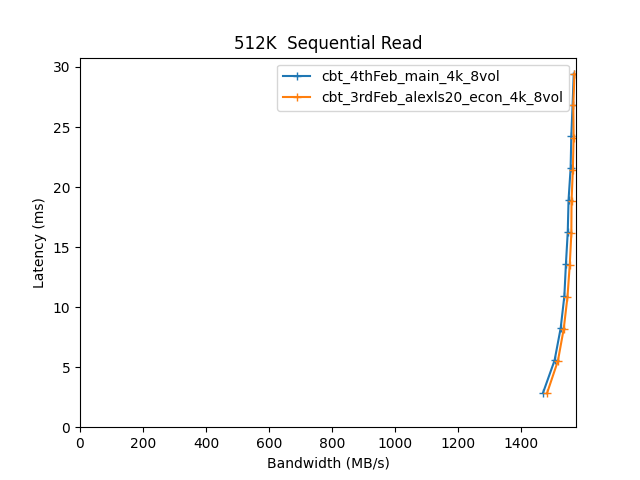 512K  Sequential Read
cbt_4thFeb_main_4k_8vol
cbt_3rdFeb_alexls20_econ_4k_8vol
30
25
20
15
10
5
0
Latency (ms)
0 200 400 600 800 1000 1200 1400
Bandwidth (MB/s)